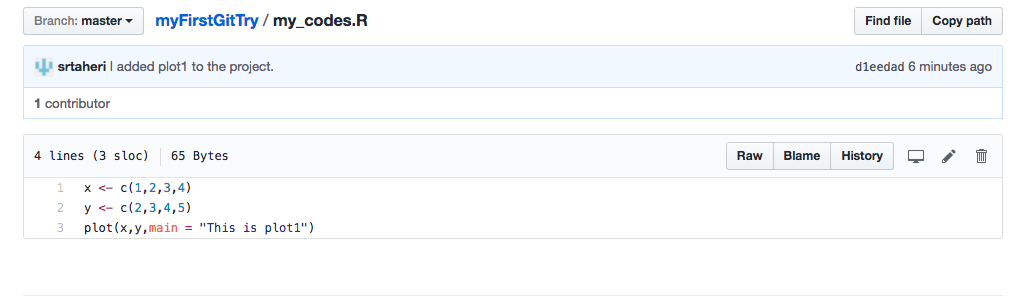 Branch: master myFirstGitTry / my_codes.R Find file Copy path
srtaheri I added plot1 to the project. d1eedad 6 minutes ago
1 contributor
4 lines (3 sloc) 65 Bytes Raw Blame History
1 x <- c(1,2,3,4)
2 y <- c(2,3,4,5)
3 plot(x,y,main = "This is plot1")